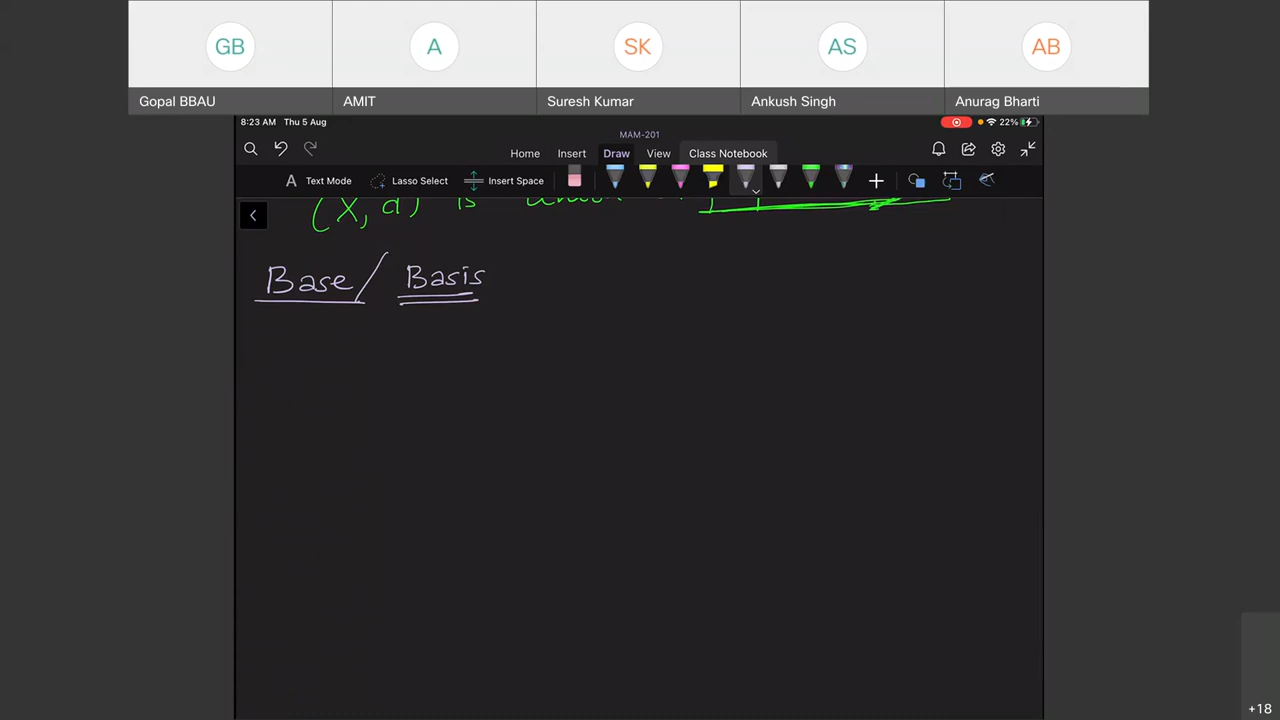 GB A SK AS AB
Gopal BBAU AMIT Suresh Kumar Ankush Singh Anurag Bharti
8:23 AM Thu 5 Aug 22%
MAM-201
Home Insert Draw View Class Notebook
A Text Mode Lasso Select Insert Space
(X, d) is
Base / Basis
+18